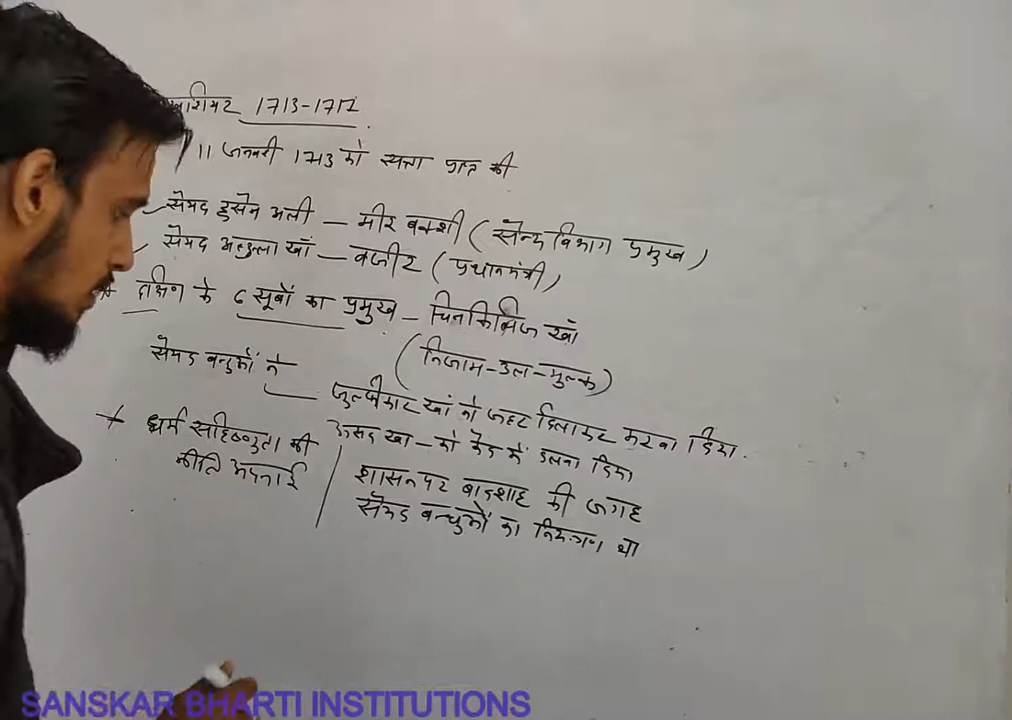 1713-1712
11 जनवरी 1713 को सत्ता प्राप्त की
सैयद हुसैन अली - मीर बक्शी (सैन्य विभाग प्रमुख)
सैयद अब्दुल्ला खाँ - वजीर (प्रधानमंत्री)
दक्षिण के 6 सूबों का प्रमुख - चिनकिलिज खाँ
(निजाम-उल-मुल्क)
सैयद बन्धुओं ने
जुल्फीकार खां को जहर दिलाकर मरवा दिया.
असद खा - को कैद में डलवा दिया
* धर्म सहिष्णुता की
नीति अपनाई
शासन पर बादशाह की जगह
सैयद बन्धुओं का नियंत्रण था
SANSKAR BHARTI INSTITUTIONS